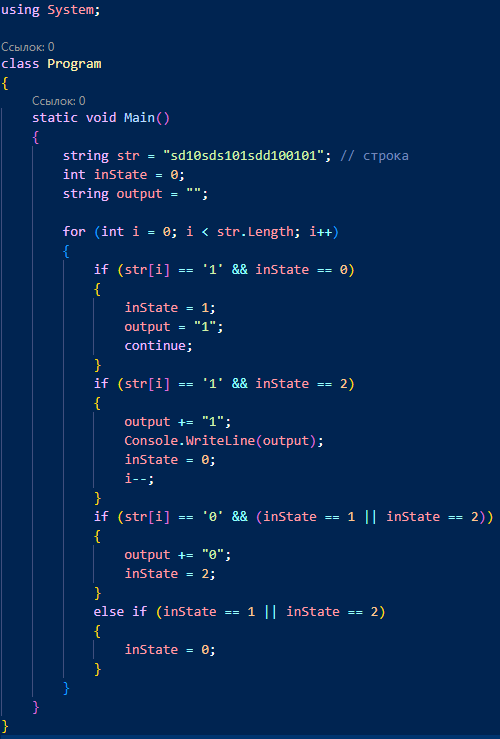 using System;
Ссылок: 0
class Program
{
Ссылок: 0
static void Main()
{
string str = "sd10sds101sdd100101"; // строка
int inState = 0;
string output = "";
for (int i = 0; i < str.Length; i++)
{
if (str[i] == '1' && inState == 0)
{
inState = 1;
output = "1";
continue;
}
if (str[i] == '1' && inState == 2)
{
output += "1";
Console.WriteLine(output);
inState = 0;
i--;
}
if (str[i] == '0' && (inState == 1 || inState == 2))
{
output += "0";
inState = 2;
}
else if (inState == 1 || inState == 2)
{
inState = 0;
}
}
}
}